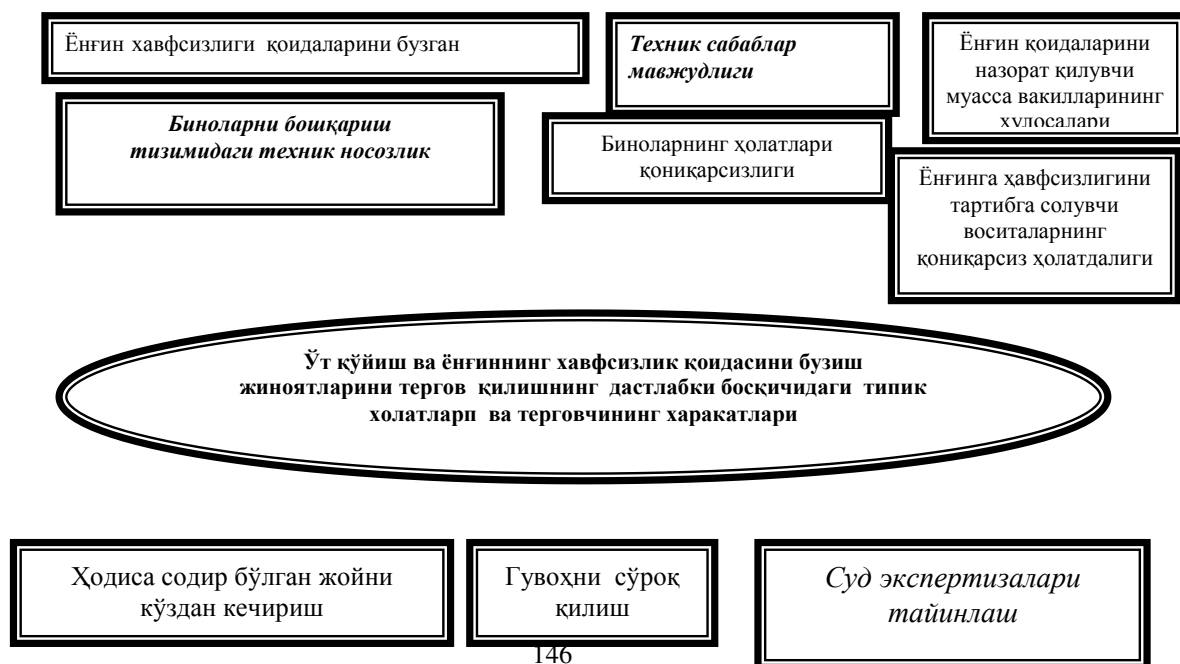 Ёнғин хавфсизлиги қоидаларини бузган
Техник сабаблар
мавжудлиги
Ёнғин қоидаларини
назорат қилувчи
муасса вакилларининг
хулосалари
Биноларни бошқариш
тизимидаги техник носозлик
Биноларнинг ҳолатлари
қониқарсизлиги
Ёнғинга ҳавфсизлигини
тартибга солувчи
воситаларнинг
қониқарсиз ҳолатдалиги
Ўт қўйиш ва ёнғиннинг хавфсизлик қоидасини бузиш
жиноятларини тергов қилишнинг дастлабки босқичидаги типик
холатларп ва терговчининг харакатлари
Ҳодиса содир бўлган жойни
кўздан кечириш
Гувоҳни сўроқ
қилиш
Суд экспертизалари
тайинлаш
146